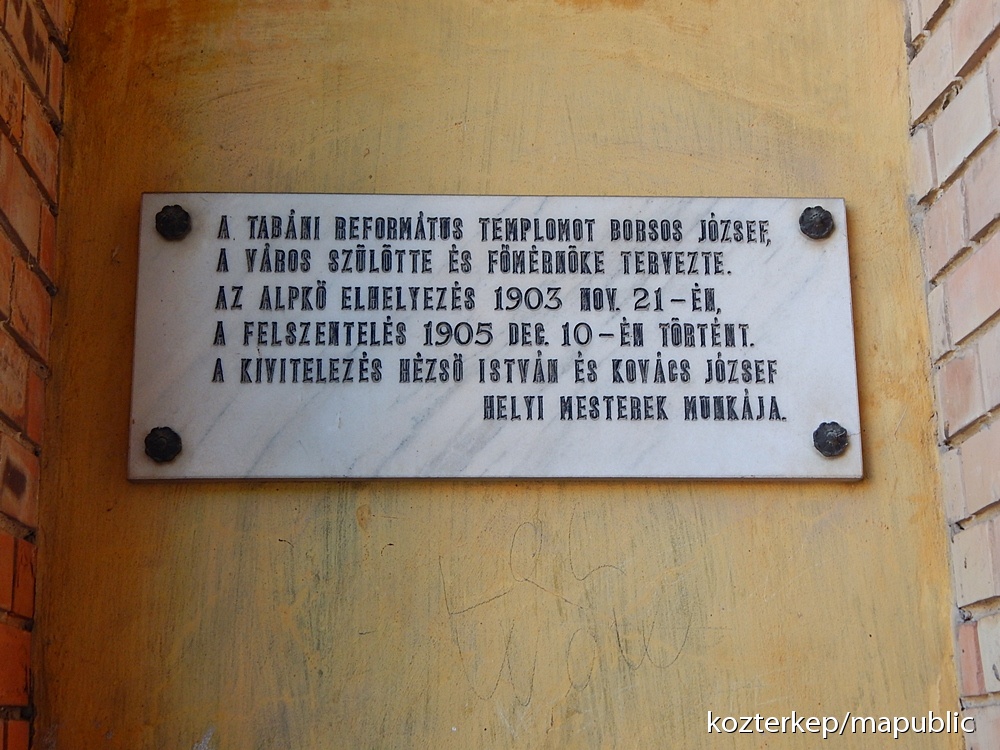 A TABÁNI REFORMÁTUS TEMPLOMOT BORSOS JÓZSEF,
A VÁROS SZÜLÖTTE ÉS FŐMÉRNÖKE TERVEZTE.
AZ ALPKŐ ELHELYEZÉS 1903 NOV. 21-ÉN,
A FELSZENTELÉS 1905 DEC. 10-ÉN TÖRTÉNT.
A KIVITELEZÉS HÉZSŐ ISTVÁN ÉS KOVÁCS JÓZSEF
HELYI MESTEREK MUNKÁJA.
kozterkep/mapublic